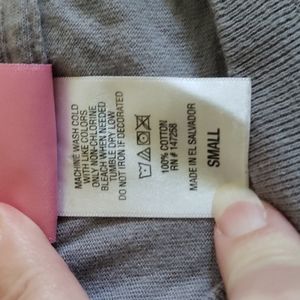 MACHINE WASH COLD
WITH LIKE COLORS
ONLY NON-CHLORINE
BLEACH WHEN NEEDED
TUMBLE DRY LOW
DO NOT IRON IF DECORATED
100% COTTON
RN # 147258
MADE IN EL SALVADOR
SMALL